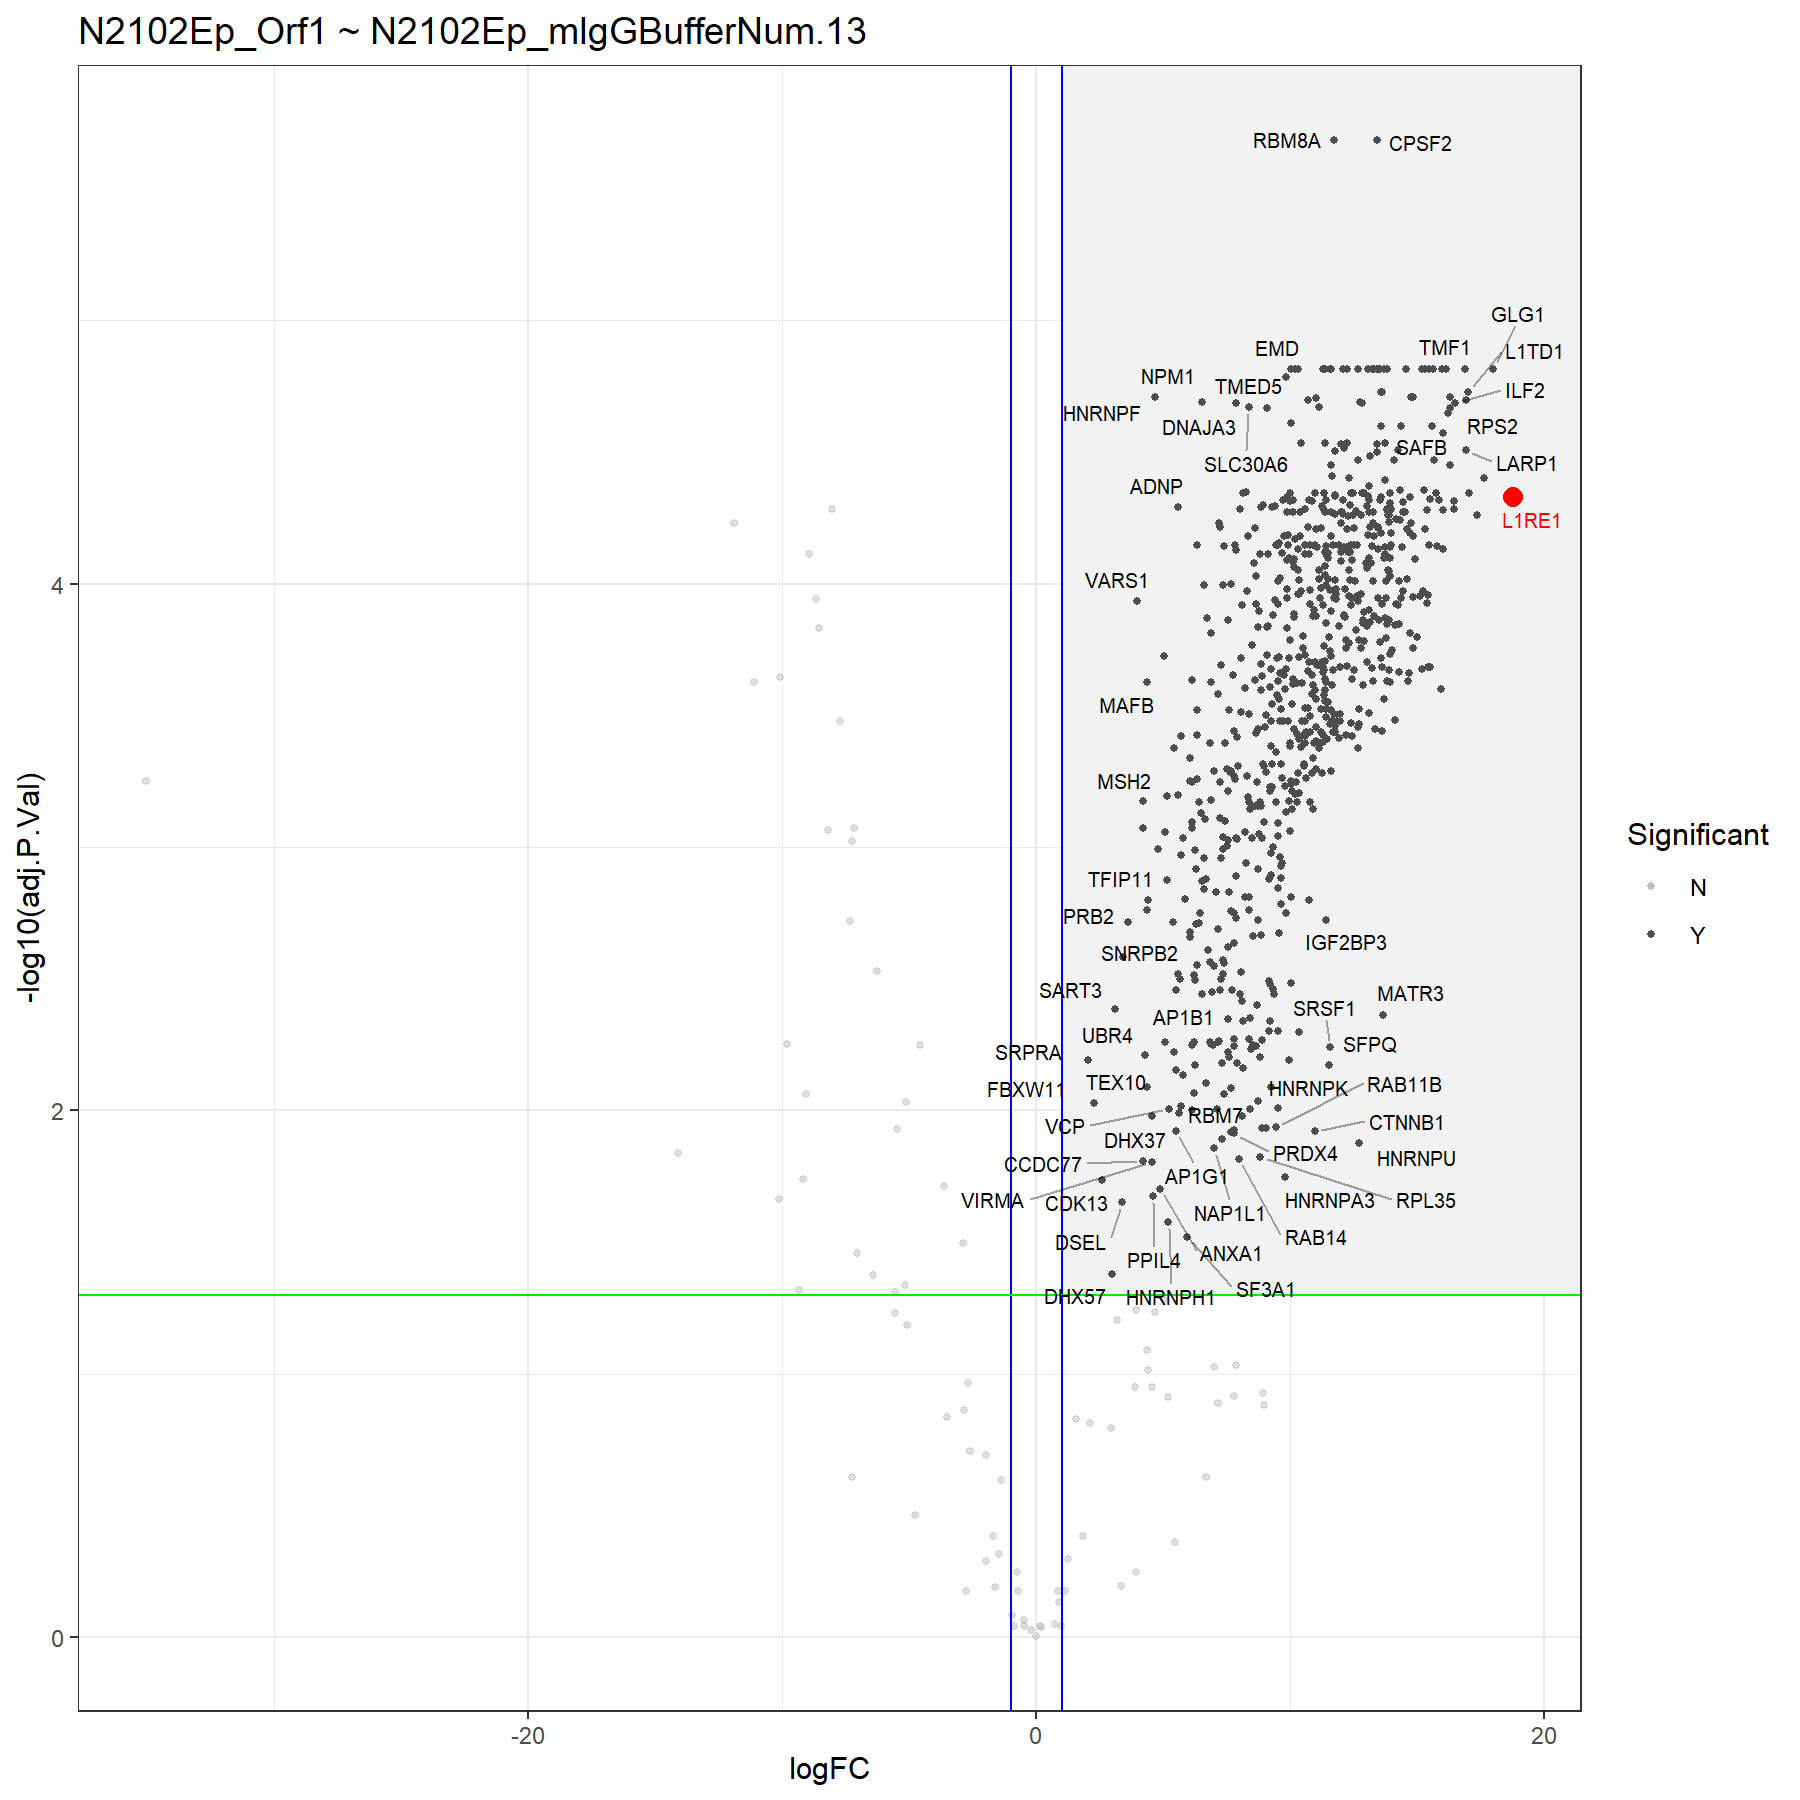 N2102Ep_Orf1 ~ N2102Ep_mIgGBufferNum.13
RBM8A
CPSF2
GLG1
EMD
TMF1
L1TD1
NPM1
TMED5
ILF2
HNRNPF
DNAJA3
RPS2
SAFB
SLC30A6
LARP1
ADNP
L1RE1
4
VARS1
MAFB
MSH2
-log10(adj.P.Val)
Significant
N
Y
TFIP11
PRB2
IGF2BP3
SNRPB2
SART3
MATR3
AP1B1
SRSF1
UBR4
SFPQ
SRPRA
TEX10
FBXW11
HNRNPK
RAB11B
2
RBM7
VCP
CTNNB1
DHX37
PRDX4
HNRNPU
CCDC77
AP1G1
VIRMA
CDK13
HNRNPA3
RPL35
NAP1L1
DSEL
RAB14
PPIL4
ANXA1
SF3A1
DHX57
HNRNPH1
0
-20
0
20
logFC